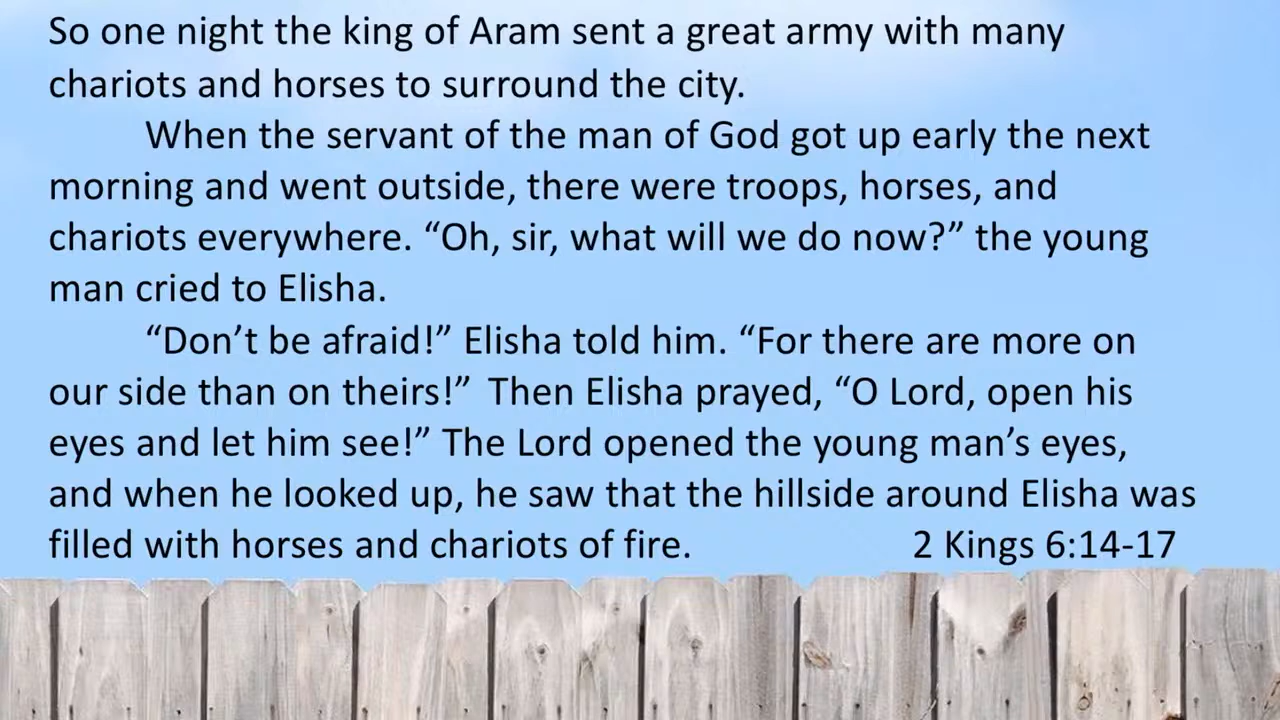 So one night the king of Aram sent a great army with many
chariots and horses to surround the city.
When the servant of the man of God got up early the next
morning and went outside, there were troops, horses, and
chariots everywhere. “Oh, sir, what will we do now?” the young
man cried to Elisha.
“Don’t be afraid!” Elisha told him. “For there are more on
our side than on theirs!”  Then Elisha prayed, “O Lord, open his
eyes and let him see!” The Lord opened the young man’s eyes,
and when he looked up, he saw that the hillside around Elisha was
filled with horses and chariots of fire. 2 Kings 6:14-17